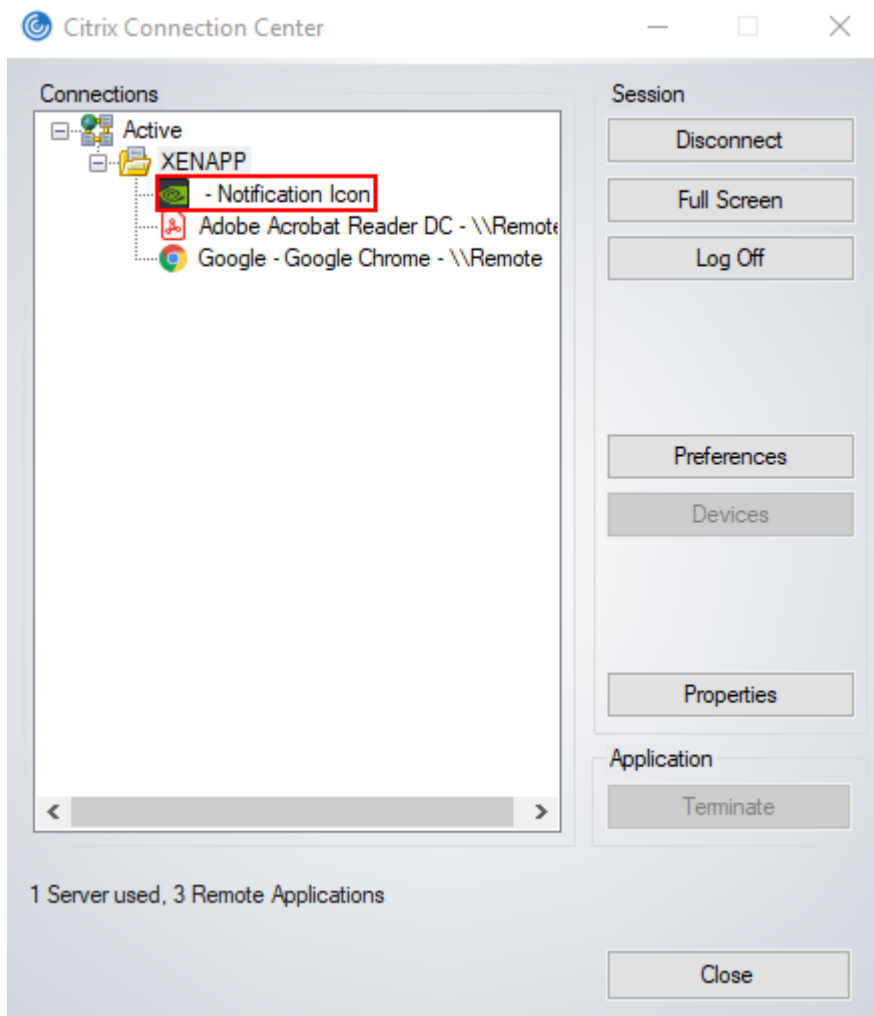 Citrix Connection Center
Connections
Active
XENAPP
- Notification Icon
Adobe Acrobat Reader DC - \\Remote
Google - Google Chrome - \\Remote
Session
Disconnect
Full Screen
Log Off
Preferences
Devices
Properties
Application
Terminate
1 Server used, 3 Remote Applications
Close